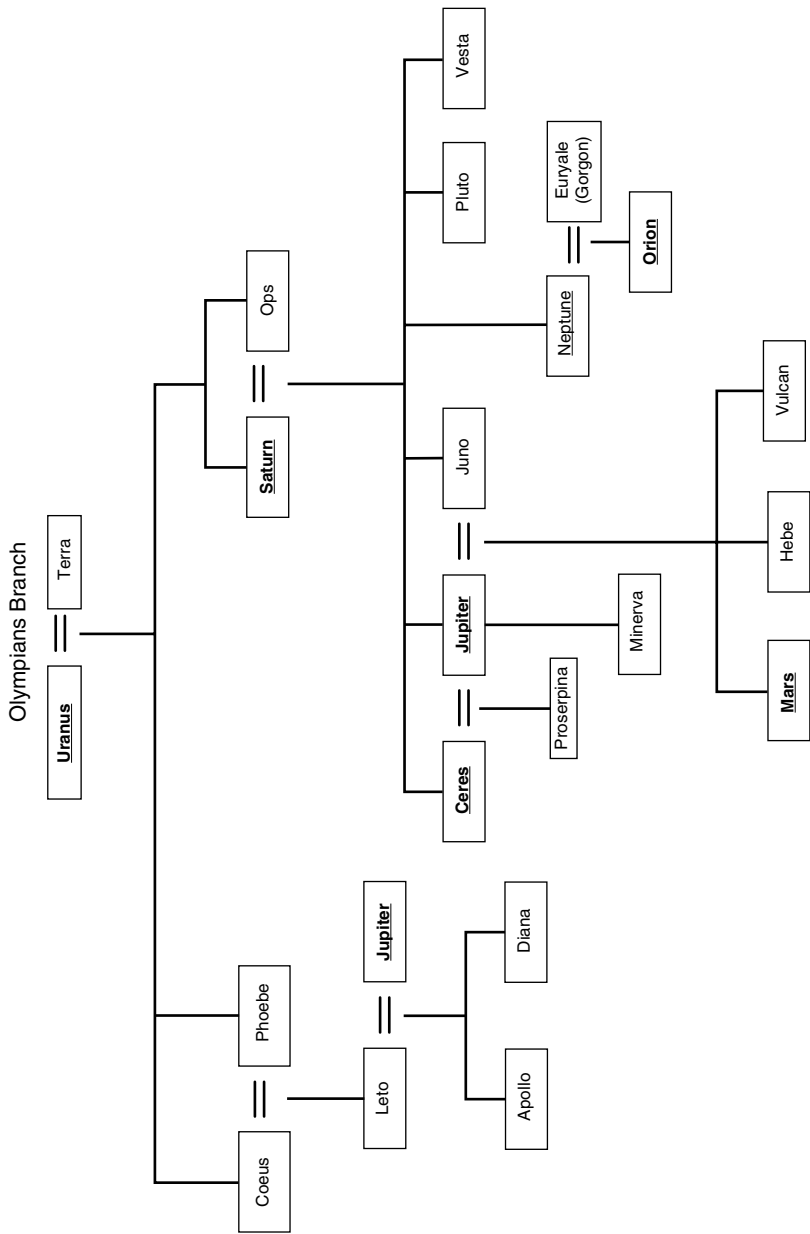 Olympians Branch
Uranus
Terra
Coeus
Phoebe
Saturn
Ops
Leto
Jupiter
Ceres
Jupiter
Juno
Pluto
Vesta
Apollo
Diana
Proserpina
Neptune
Euryale
(Gorgon)
Minerva
Orion
Mars
Hebe
Vulcan